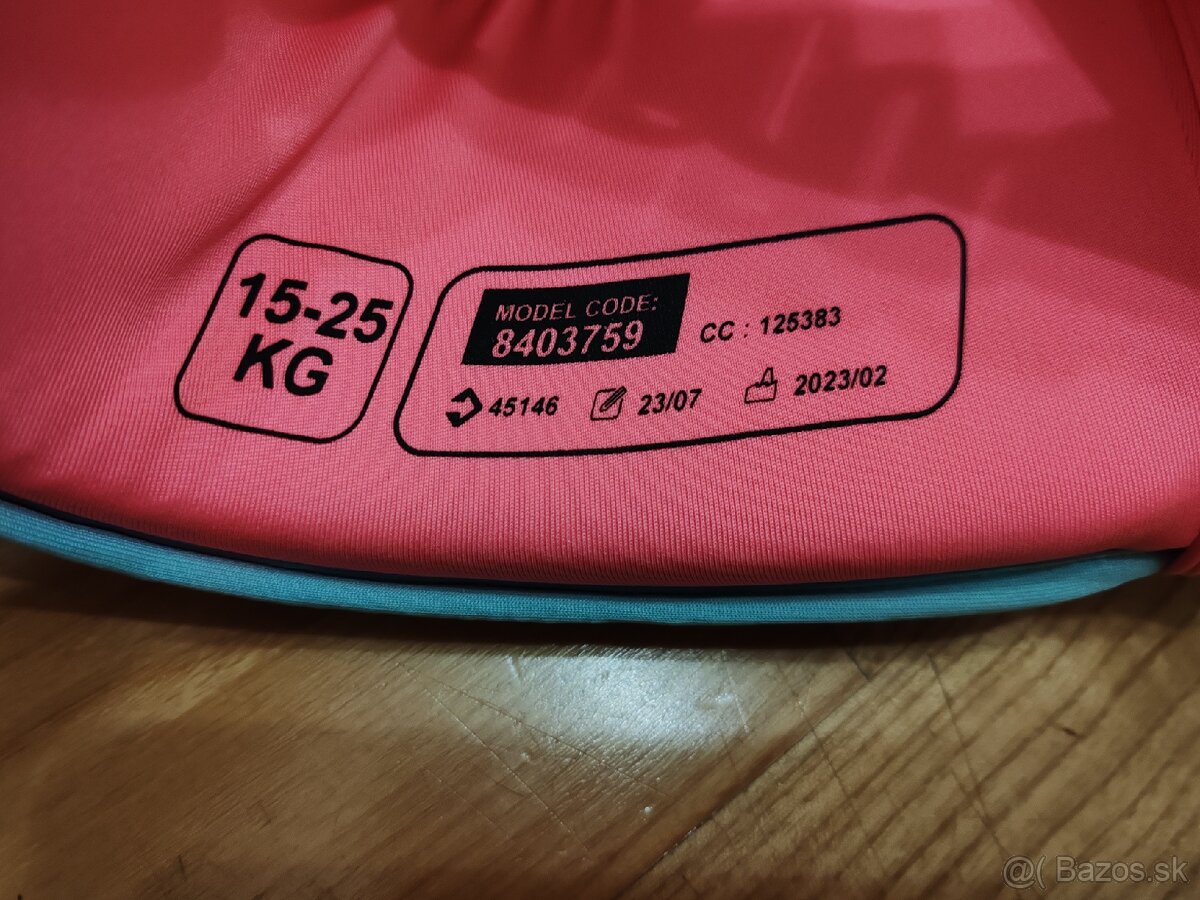 15-25
KG
MODEL CODE:
8403759
CC : 125383
45146 23/07 2023/02
@( Bazos.sk